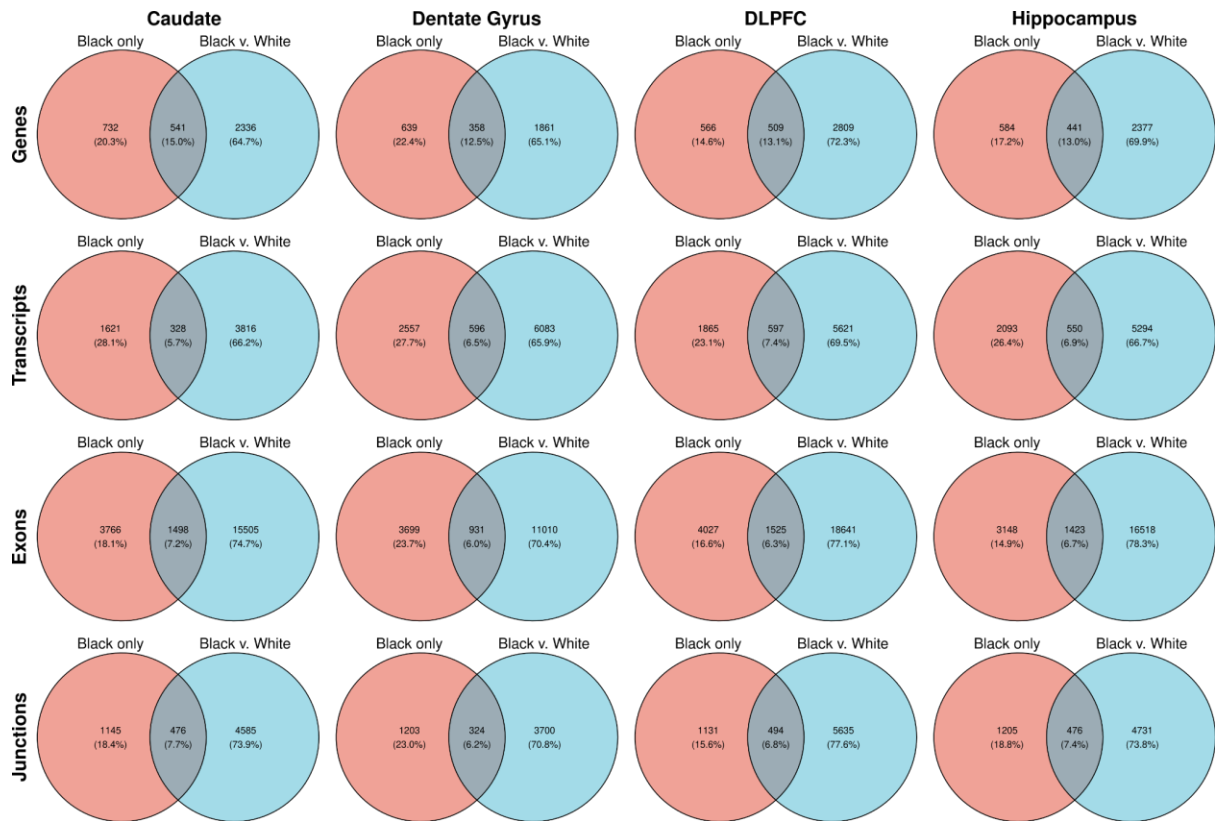 Caudate Dentate Gyrus DLPFC Hippocampus
Black only Black v. White Black only Black v. White Black only Black v. White Black only Black v. White
Genes
732 541 2336 639 358 1861 566 509 2809 584 441 2377
(20.3%) (15.0%) (64.7%) (22.4%) (12.5%) (65.1%) (14.6%) (13.1%) (72.3%) (17.2%) (13.0%) (69.9%)
Black only Black v. White Black only Black v. White Black only Black v. White Black only Black v. White
Transcripts
1621 328 3816 2557 596 6083 1865 597 5621 2093 550 5294
(28.1%) (5.7%) (66.2%) (27.7%) (6.5%) (65.9%) (23.1%) (7.4%) (69.5%) (26.4%) (6.9%) (66.7%)
Black only Black v. White Black only Black v. White Black only Black v. White Black only Black v. White
Exons
3766 1498 15505 3699 931 11010 4027 1525 18641 3148 1423 16518
(18.1%) (7.2%) (74.7%) (23.7%) (6.0%) (70.4%) (16.6%) (6.3%) (77.1%) (14.9%) (6.7%) (78.3%)
Black only Black v. White Black only Black v. White Black only Black v. White Black only Black v. White
Junctions
1145 476 4585 1203 324 3700 1131 494 5635 1205 476 4731
(18.4%) (7.7%) (73.9%) (23.0%) (6.2%) (70.8%) (15.6%) (6.8%) (77.6%) (18.8%) (7.4%) (73.8%)